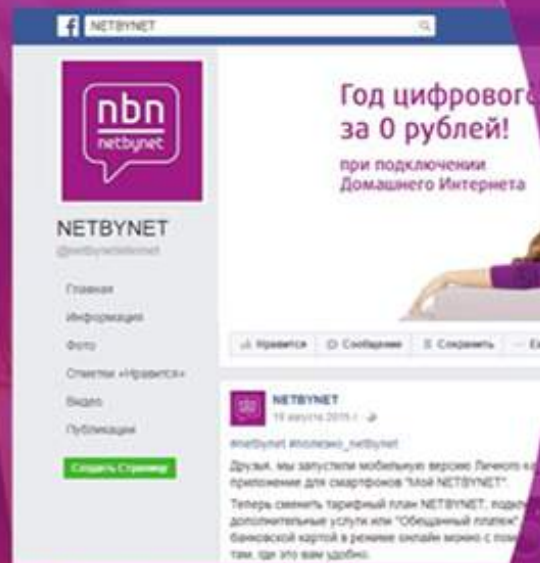 f NETBYNET
nbn
netbynet
NETBYNET
Год цифрового
за 0 рублей!
при подключении
Домашнего Интернета
Главная
Информация
Фото
Отметки «Нравится»
Видео
Публикации
Создать Страницу
Нравится Сообщение Сохранить
NETBYNET
19 августа 2015 г.
#netbynet #полезно_netbynet
Друзья, мы запустили мобильную версию Личного
приложение для смартфонов "Мой NETBYNET".
Теперь сменить тарифный план NETBYNET,
дополнительные услуги или "Обещанный платеж"
банковской картой в режиме онлайн можно с
там, где это вам удобно.